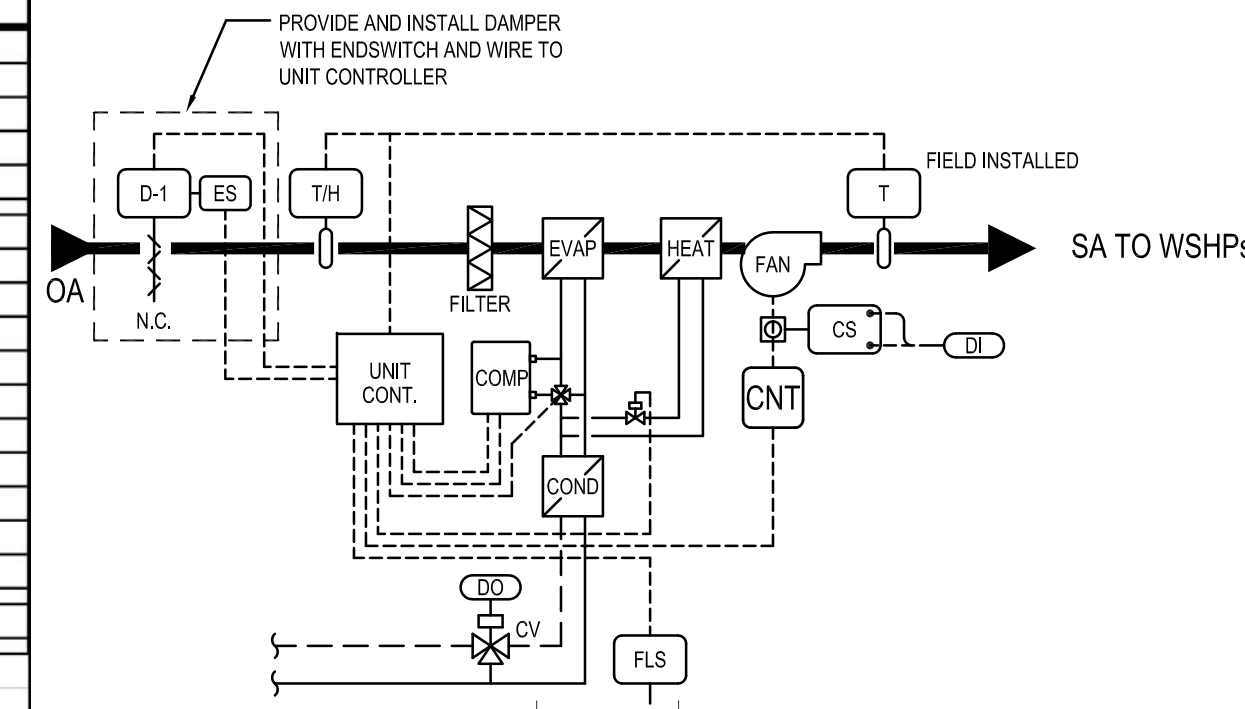 PROVIDE AND INSTALL DAMPER
WITH ENDSWITCH AND WIRE TO
UNIT CONTROLLER
FIELD INSTALLED
D-1
ES
T/H
T
OA
N.C.
FILTER
EVAP
HEAT
FAN
SA TO WSHPs
CS
DI
UNIT
CONT.
COMP
CNT
COND
DO
CV
FLS